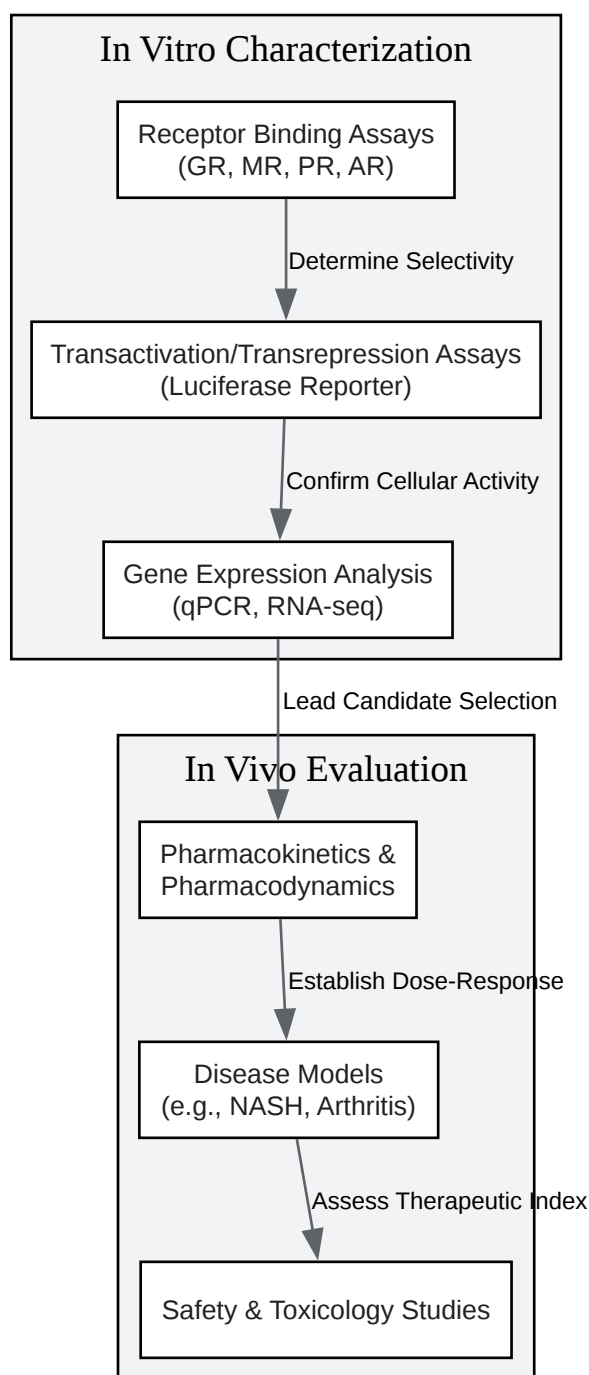 In Vitro Characterization
Receptor Binding Assays
(GR, MR, PR, AR)
Determine Selectivity
Transactivation/Transrepression Assays
(Luciferase Reporter)
Confirm Cellular Activity
Gene Expression Analysis
(qPCR, RNA-seq)
Lead Candidate Selection
In Vivo Evaluation
Pharmacokinetics &
Pharmacodynamics
Establish Dose-Response
Disease Models
(e.g., NASH, Arthritis)
Assess Therapeutic Index
Safety & Toxicology Studies